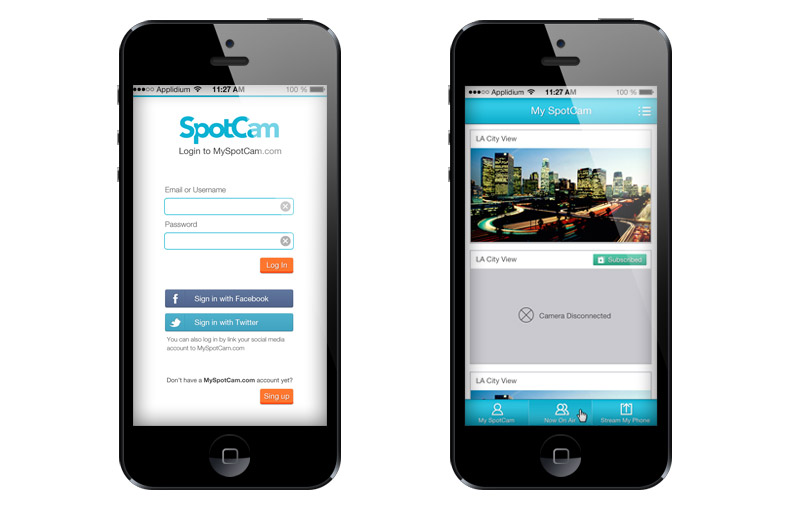 Applidium 11:27 AM 100 %
SpotCam
Login to MySpotCam.com
Email or Username
Password
Log In
f Sign in with Facebook
Sign in with Twitter
You can also log in by link your social media
account to MySpotCam.com
Don't have a MySpotCam.com account yet?
Sing up
Applidium 11:27 AM 100 %
My SpotCam
LA City View
LA City View Subscribed
Camera Disconnected
LA City View
My SpotCam Now On Air Stream My Phone